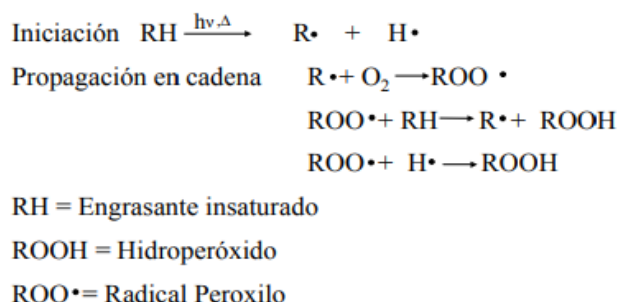 Iniciación RH hν,Δ ⟶ R• + H•
Propagación en cadena R•+ O₂ ⟶ ROO •
ROO•+ RH ⟶ R•+ ROOH
ROO•+ H• ⟶ ROOH
RH = Engrasante insaturado
ROOH = Hidroperóxido
ROO•= Radical Peroxilo